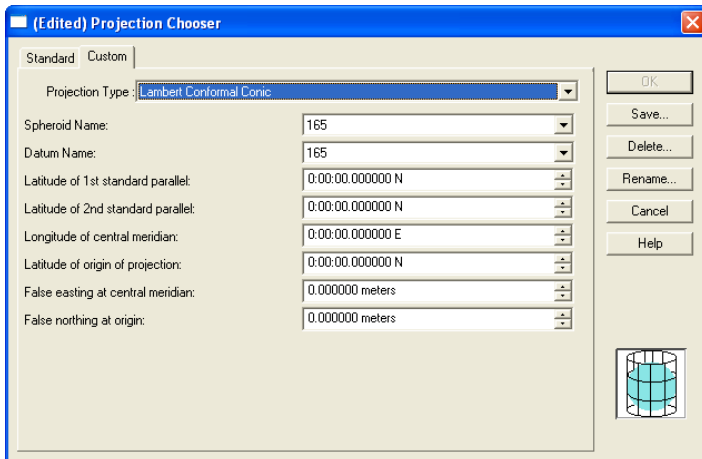 (Edited) Projection Chooser
Standard Custom
Projection Type : Lambert Conformal Conic
OK
Spheroid Name: 165
Save...
Datum Name: 165
Delete...
Latitude of 1st standard parallel: 0:00:00.000000 N
Rename...
Latitude of 2nd standard parallel: 0:00:00.000000 N
Cancel
Longitude of central meridian: 0:00:00.000000 E
Help
Latitude of origin of projection: 0:00:00.000000 N
False easting at central meridian: 0.000000 meters
False northing at origin: 0.000000 meters